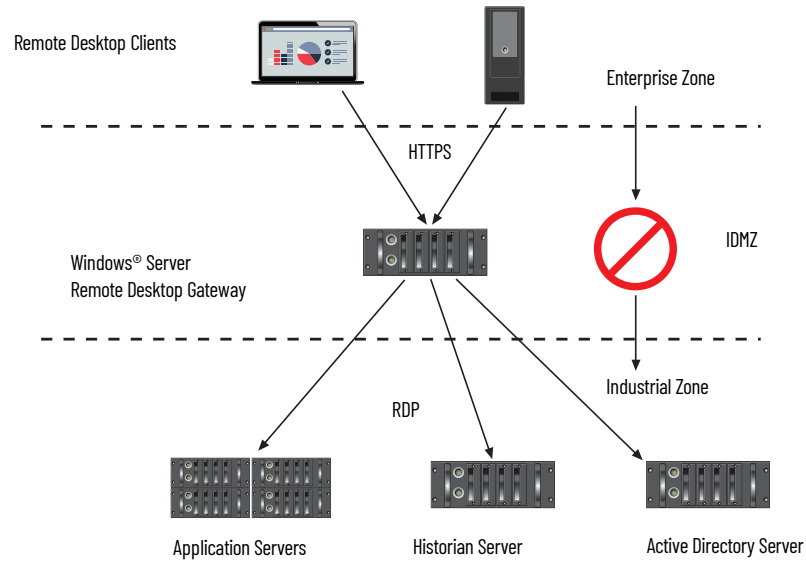 Remote Desktop Clients
Enterprise Zone
HTTPS
IDMZ
Windows® Server
Remote Desktop Gateway
Industrial Zone
RDP
Application Servers
Historian Server
Active Directory Server